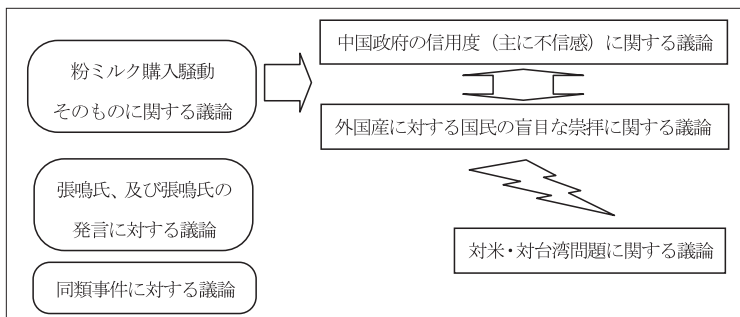 粉ミルク購入騒動
そのものに関する議論
中国政府の信用度（主に不信感）に関する議論
外国産に対する国民の盲目な崇拝に関する議論
張鳴氏、及び張鳴氏の
発言に対する議論
対米・対台湾問題に関する議論
同類事件に対する議論